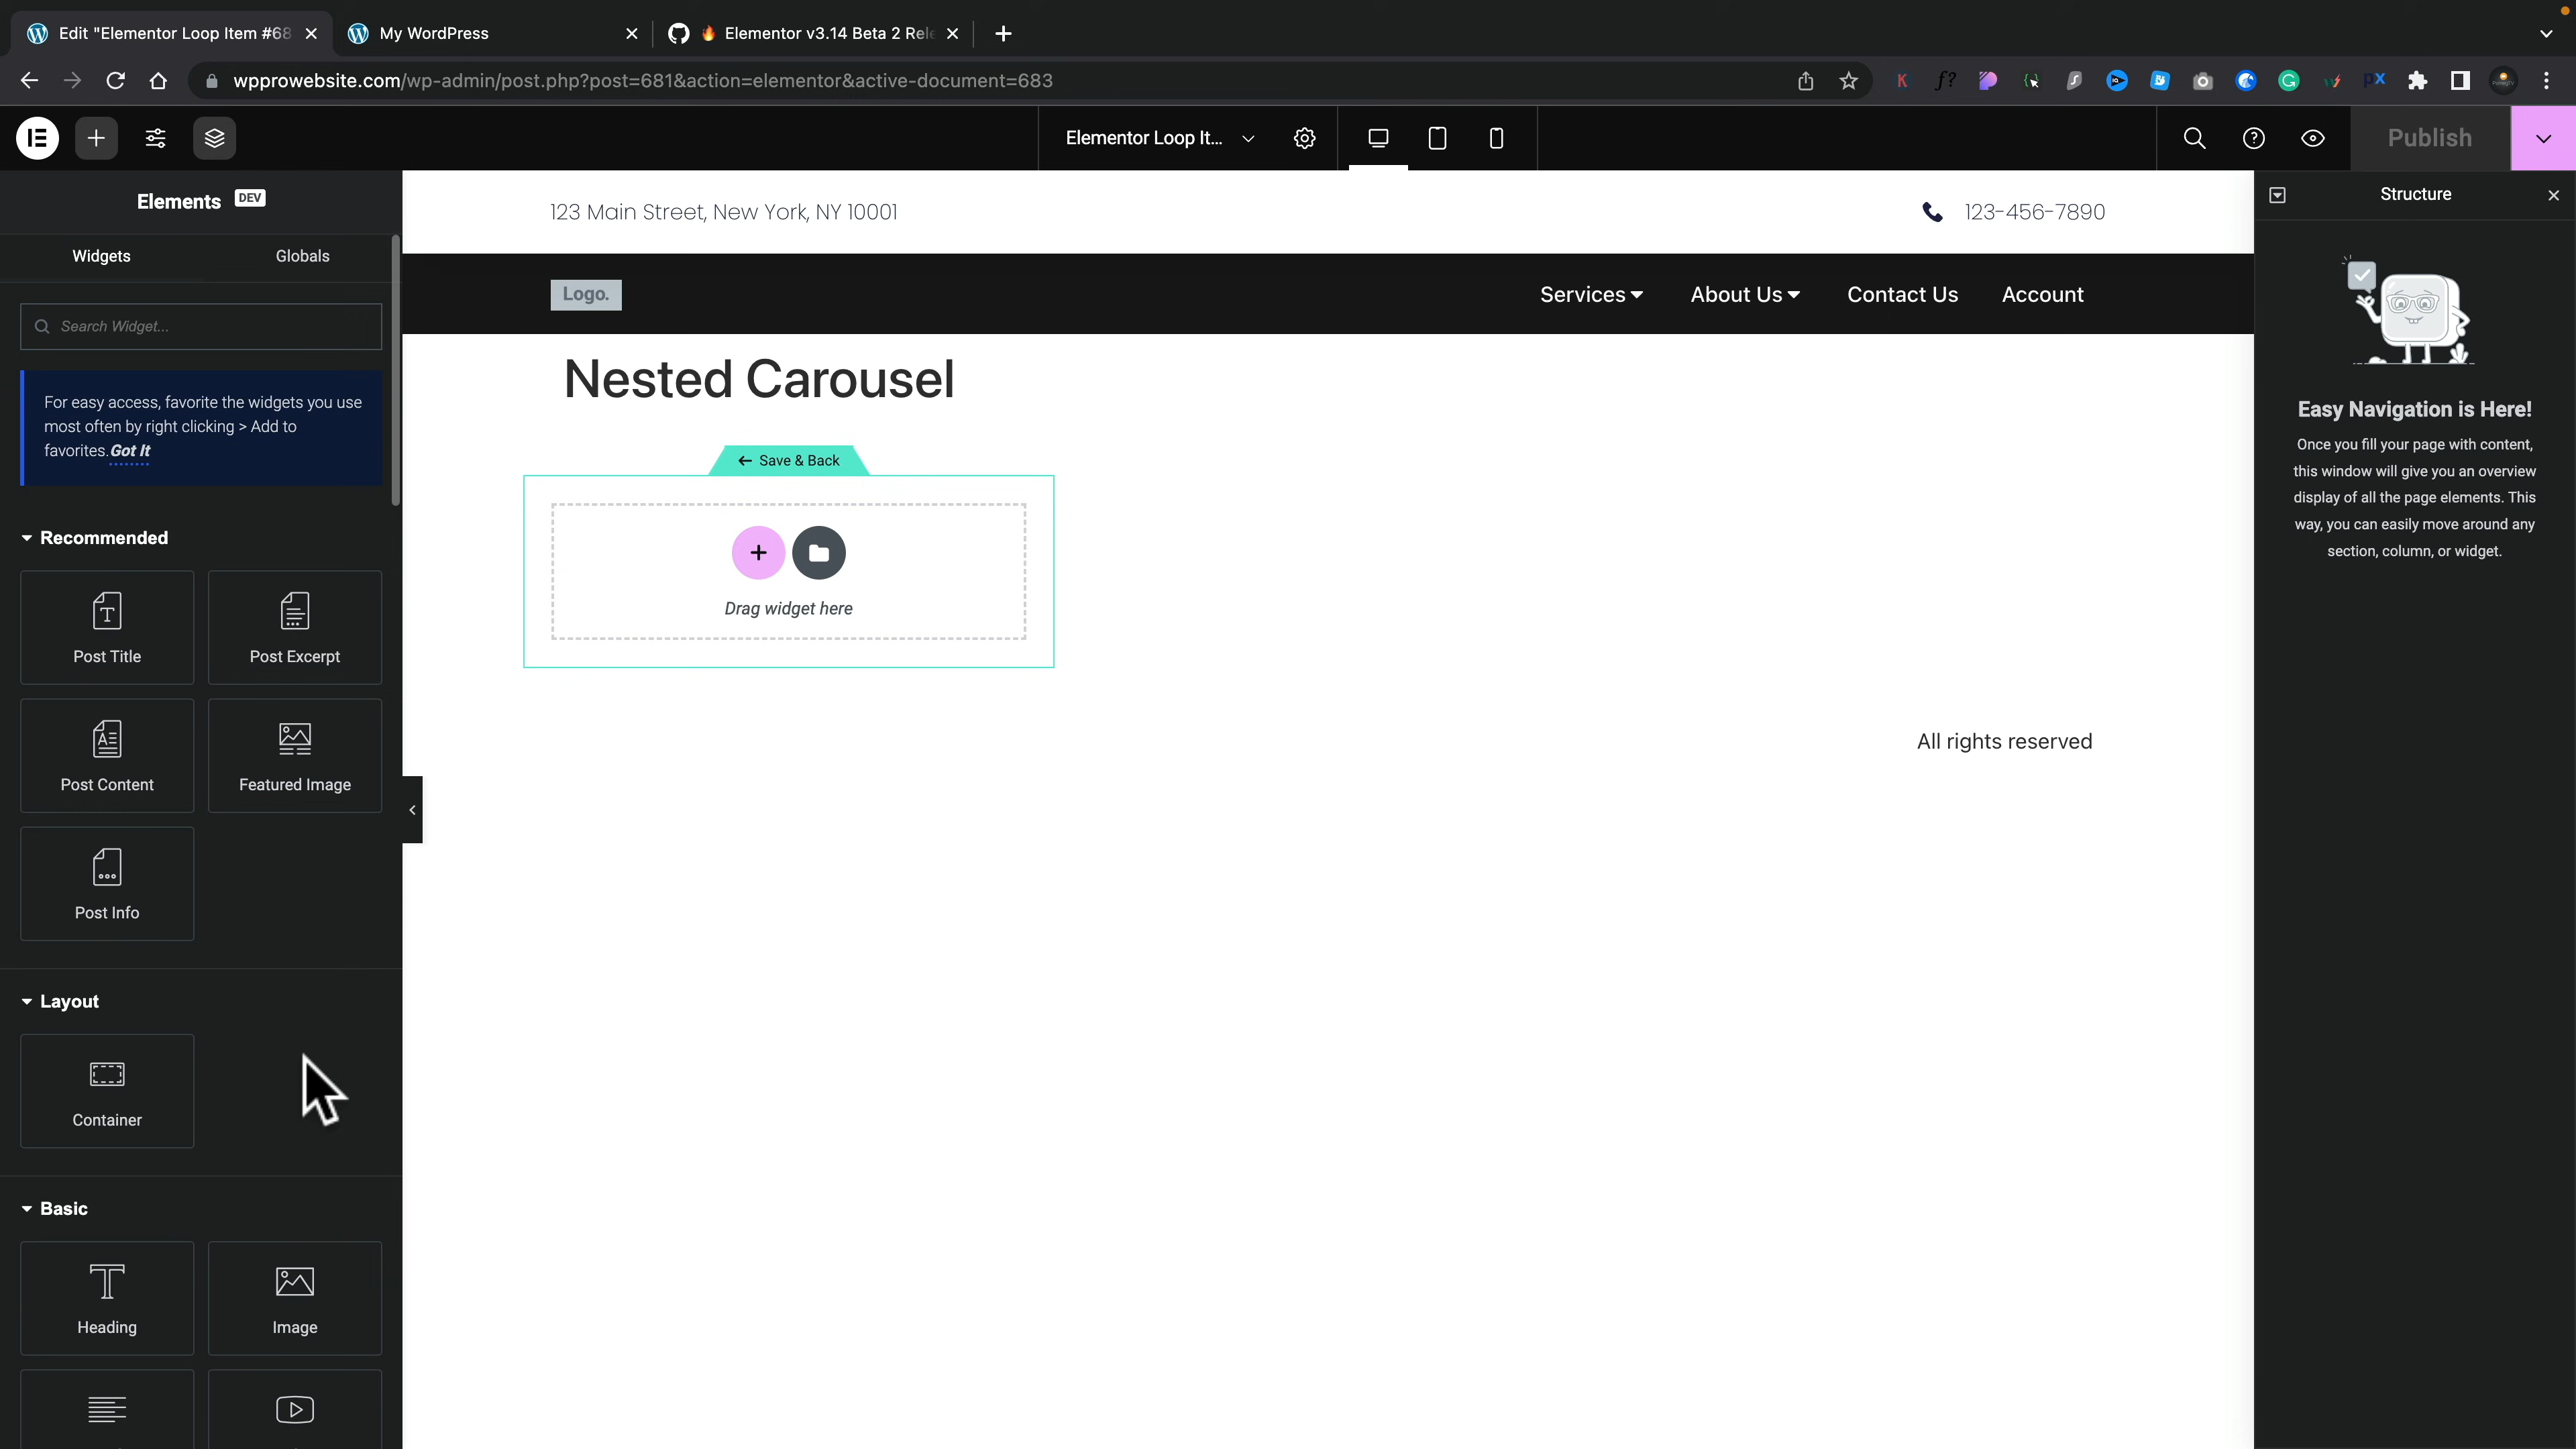 Edit "Elementor Loop Item #68
My WordPress
Elementor v3.14 Beta 2 Rele
wpprowebsite.com/wp-admin/post.php?post=681&action=elementor&active-document=683
Elementor Loop It...
Publish
Elements DEV
Widgets
Globals
Search Widget...
For easy access, favorite the widgets you use
most often by right clicking > Add to
favorites. Got It
Recommended
Post Title
Post Excerpt
Post Content
Featured Image
Post Info
Layout
Container
Basic
Heading
Image
123 Main Street, New York, NY 10001
123-456-7890
Logo.
Services
About Us
Contact Us
Account
Nested Carousel
Save & Back
Drag widget here
All rights reserved
Structure
Easy Navigation is Here!
Once you fill your page with content,
this window will give you an overview
display of all the page elements. This
way, you can easily move around any
section, column, or widget.